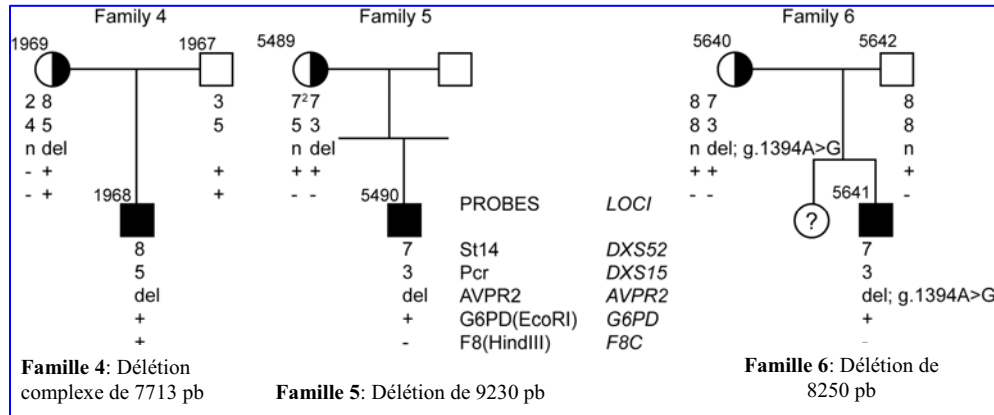 Family 4 Family 5 Family 6
1969 1967 5489 5640 5642
2 8 3 7² 7 8 7 8
4 5 5 5 3 8 3 8
n del n del n del; g.1394A>G n
- + + + + + + +
- + + - - - - -
1968 5490 PROBES LOCI ? 5641
8 7 St14 DXS52 7
5 3 Pcr DXS15 3
del del AVPR2 AVPR2 del; g.1394A>G
+ + G6PD(EcoRI) G6PD +
+ - F8(HindIII) F8C -
Famille 4: Délétion
complexe de 7713 pb
Famille 5: Délétion de 9230 pb
Famille 6: Délétion de
8250 pb